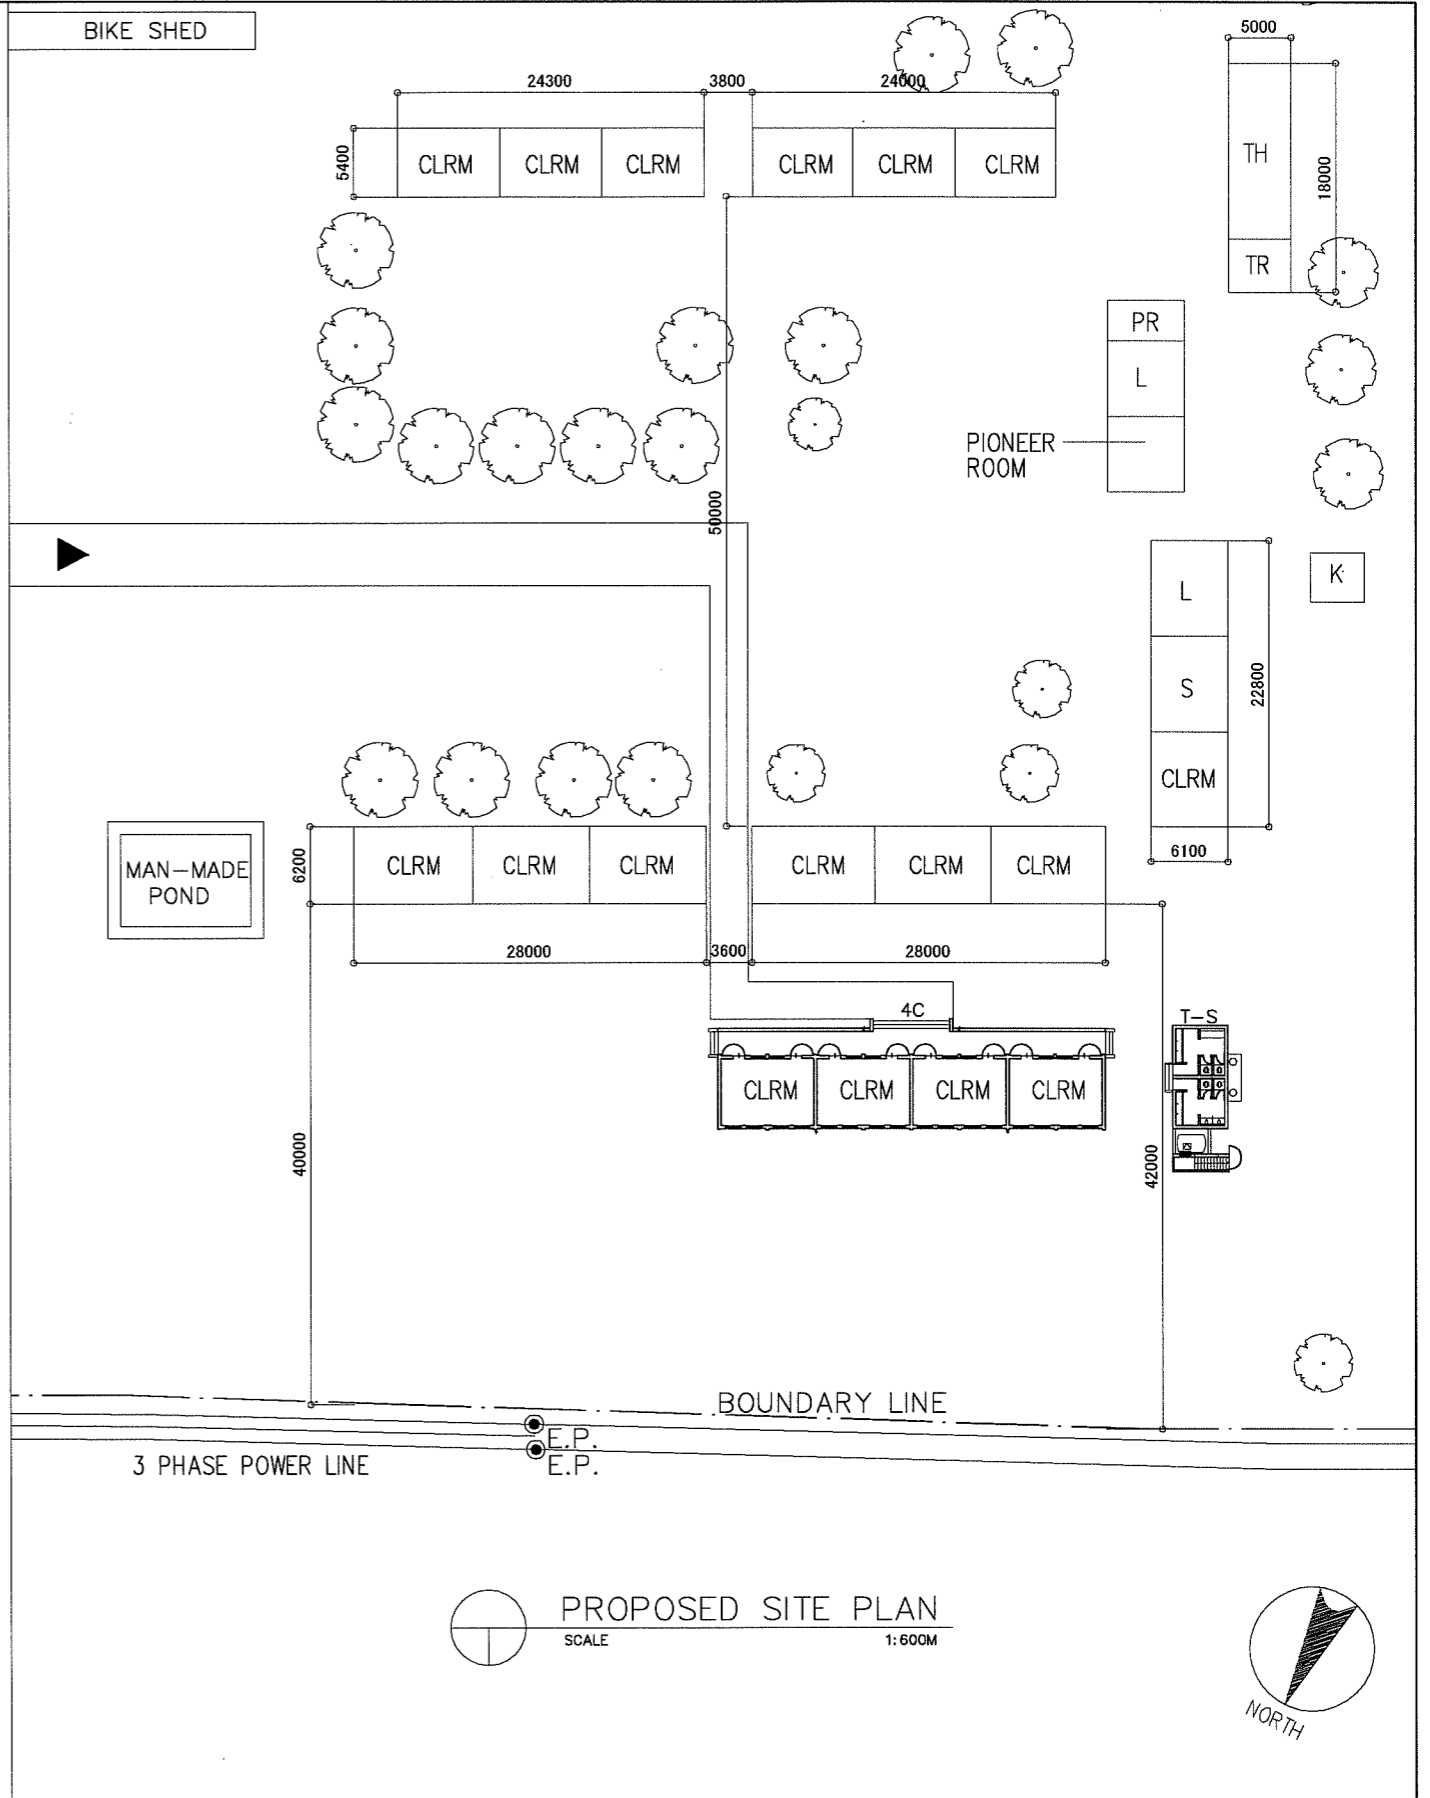 BIKE SHED
5000
24300 3800 24000
5400
CLRM CLRM CLRM CLRM CLRM CLRM
TH
18000
TR
PR
L
PIONEER
ROOM
50000
L
K
S
22800
CLRM
6100
6200
CLRM CLRM CLRM CLRM CLRM CLRM
MAN-MADE
POND
28000 3600 28000
4C
T-S
CLRM CLRM CLRM CLRM
40000
42000
BOUNDARY LINE
E.P.
E.P.
3 PHASE POWER LINE
PROPOSED SITE PLAN
SCALE 1:600M
NORTH